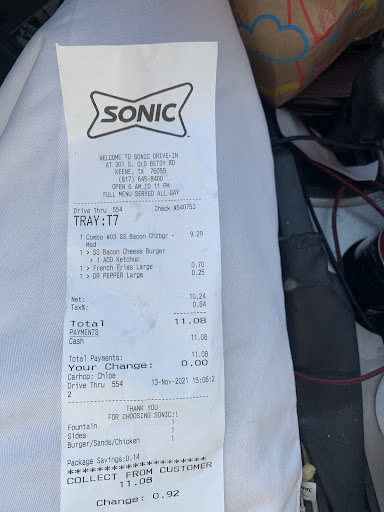 SONIC
WELCOME TO SONIC DRIVE-IN
AT 301 S. OLD BETSY RD
KEENE, TX 76059
(817) 645-8400
OPEN 6 AM TO 11 PM
FULL MENU SERVED ALL DAY
Drive Thru 554 Check #540753
TRAY:T7
1 Combo #03 SS Bacon Chzbgr - 9.29
Mod
1 > SS Bacon Cheese Burger
> 1 ADD Ketchup
1 > French Fries Large 0.70
1 > DR PEPPER Large 0.25
Net: 10.24
Tax%: 0.84
Total 11.08
PAYMENTS
Cash 11.08
Total Payments: 11.08
Your Change: 0.00
Carhop: Chloe
Drive Thru 554 13-Nov-2021 15:06:2
2
THANK YOU
FOR CHOOSING SONIC!!
Fountain 1
Sides 1
Burger/Sands/Chicken 1
Package Savings:0.14
********************
COLLECT FROM CUSTOMER
11.08
Change: 0.92